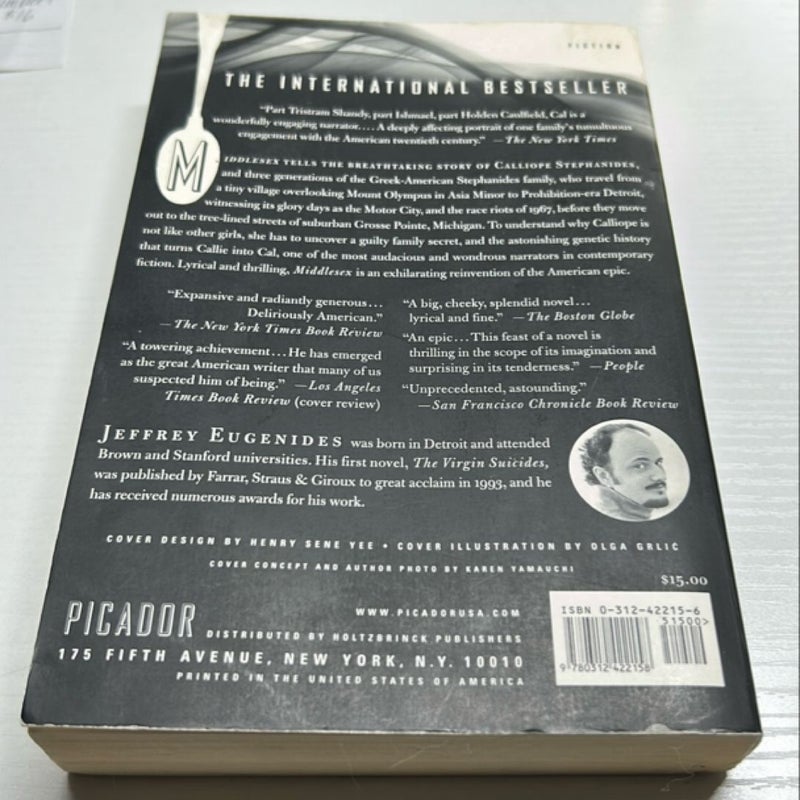 FICTION
THE INTERNATIONAL BESTSELLER
“Part Tristram Shandy, part Ishmael, part Holden Caulfield, Cal is a
wonderfully engaging narrator.... A deeply affecting portrait of one family’s tumultuous
engagement with the American twentieth century.” —The New York Times
MIDDLESEX TELLS THE BREATHTAKING STORY OF CALLIOPE STEPHANIDES,
and three generations of the Greek-American Stephanides family, who travel from
a tiny village overlooking Mount Olympus in Asia Minor to Prohibition-era Detroit,
witnessing its glory days as the Motor City, and the race riots of 1967, before they move
out to the tree-lined streets of suburban Grosse Pointe, Michigan. To understand why Calliope is
not like other girls, she has to uncover a guilty family secret, and the astonishing genetic history
that turns Callie into Cal, one of the most audacious and wondrous narrators in contemporary
fiction. Lyrical and thrilling, Middlesex is an exhilarating reinvention of the American epic.
“Expansive and radiantly generous...
Deliriously American.”
—The New York Times Book Review
“A towering achievement...He has emerged
as the great American writer that many of us
suspected him of being.” —Los Angeles
Times Book Review (cover review)
“A big, cheeky, splendid novel...
lyrical and fine.” —The Boston Globe
“An epic...This feast of a novel is
thrilling in the scope of its imagination and
surprising in its tenderness.” —People
“Unprecedented, astounding.”
—San Francisco Chronicle Book Review
JEFFREY EUGENIDES was born in Detroit and attended
Brown and Stanford universities. His first novel, The Virgin Suicides,
was published by Farrar, Straus & Giroux to great acclaim in 1993, and he
has received numerous awards for his work.
COVER DESIGN BY HENRY SENE YEE • COVER ILLUSTRATION BY OLGA GRLIĆ
COVER CONCEPT AND AUTHOR PHOTO BY KAREN YAMAUCHI
$15.00
PICADOR
WWW.PICADORUSA.COM
DISTRIBUTED BY HOLTZBRINCK PUBLISHERS
175 FIFTH AVENUE, NEW YORK, N.Y. 10010
PRINTED IN THE UNITED STATES OF AMERICA
ISBN 0-312-42215-6
51500>
9 780312 422158